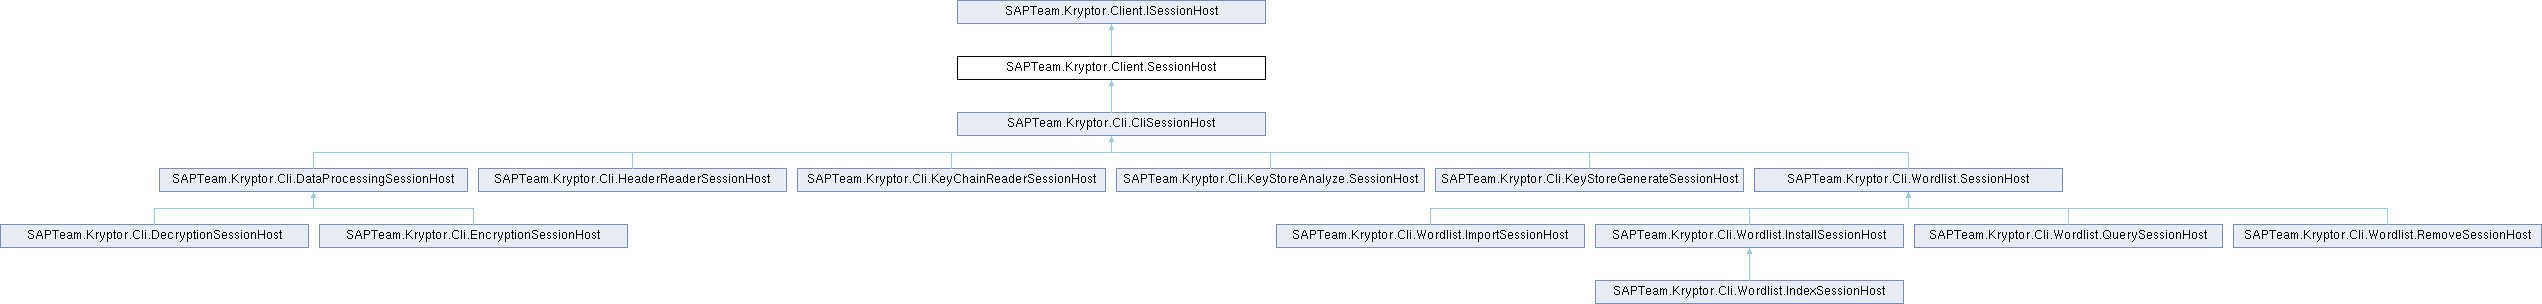 SAPTeam.Kryptor.Client.ISessionHost
SAPTeam.Kryptor.Client.SessionHost
SAPTeam.Kryptor.Cli.CliSessionHost
SAPTeam.Kryptor.Cli.DataProcessingSessionHost
SAPTeam.Kryptor.Cli.HeaderReaderSessionHost
SAPTeam.Kryptor.Cli.KeyChainReaderSessionHost
SAPTeam.Kryptor.Cli.KeyStoreAnalyze.SessionHost
SAPTeam.Kryptor.Cli.KeyStoreGenerateSessionHost
SAPTeam.Kryptor.Cli.Wordlist.SessionHost
SAPTeam.Kryptor.Cli.DecryptionSessionHost
SAPTeam.Kryptor.Cli.EncryptionSessionHost
SAPTeam.Kryptor.Cli.Wordlist.ImportSessionHost
SAPTeam.Kryptor.Cli.Wordlist.InstallSessionHost
SAPTeam.Kryptor.Cli.Wordlist.QuerySessionHost
SAPTeam.Kryptor.Cli.Wordlist.RemoveSessionHost
SAPTeam.Kryptor.Cli.Wordlist.IndexSessionHost